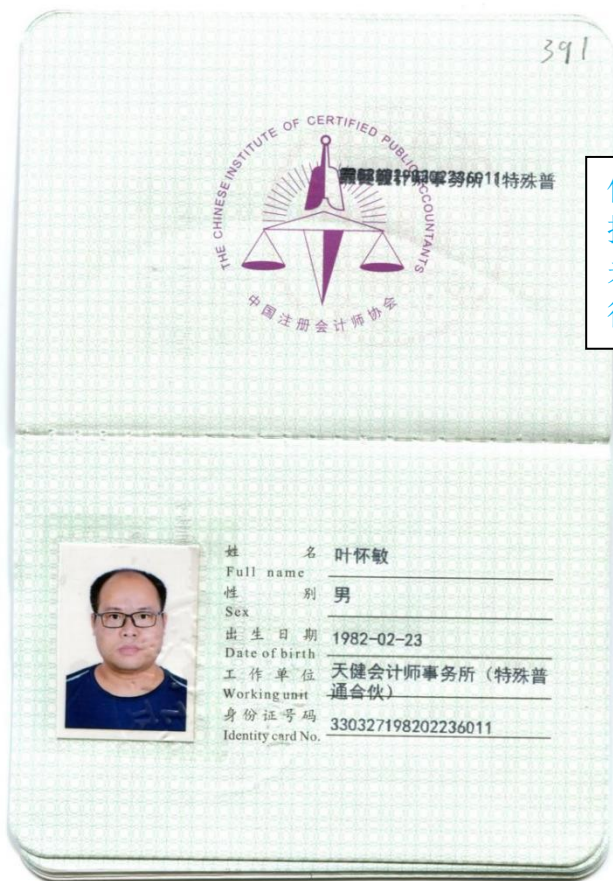 391
THE CHINESE INSTITUTE OF CERTIFIED PUBLIC ACCOUNTANTS
中国注册会计师协会
姓 名 叶怀敏
Full name
性 别 男
Sex
出生日期 1982-02-23
Date of birth
工作单位 天健会计师事务所（特殊普
Working unit 通合伙）
身份证号码 330327198202236011
Identity card No.